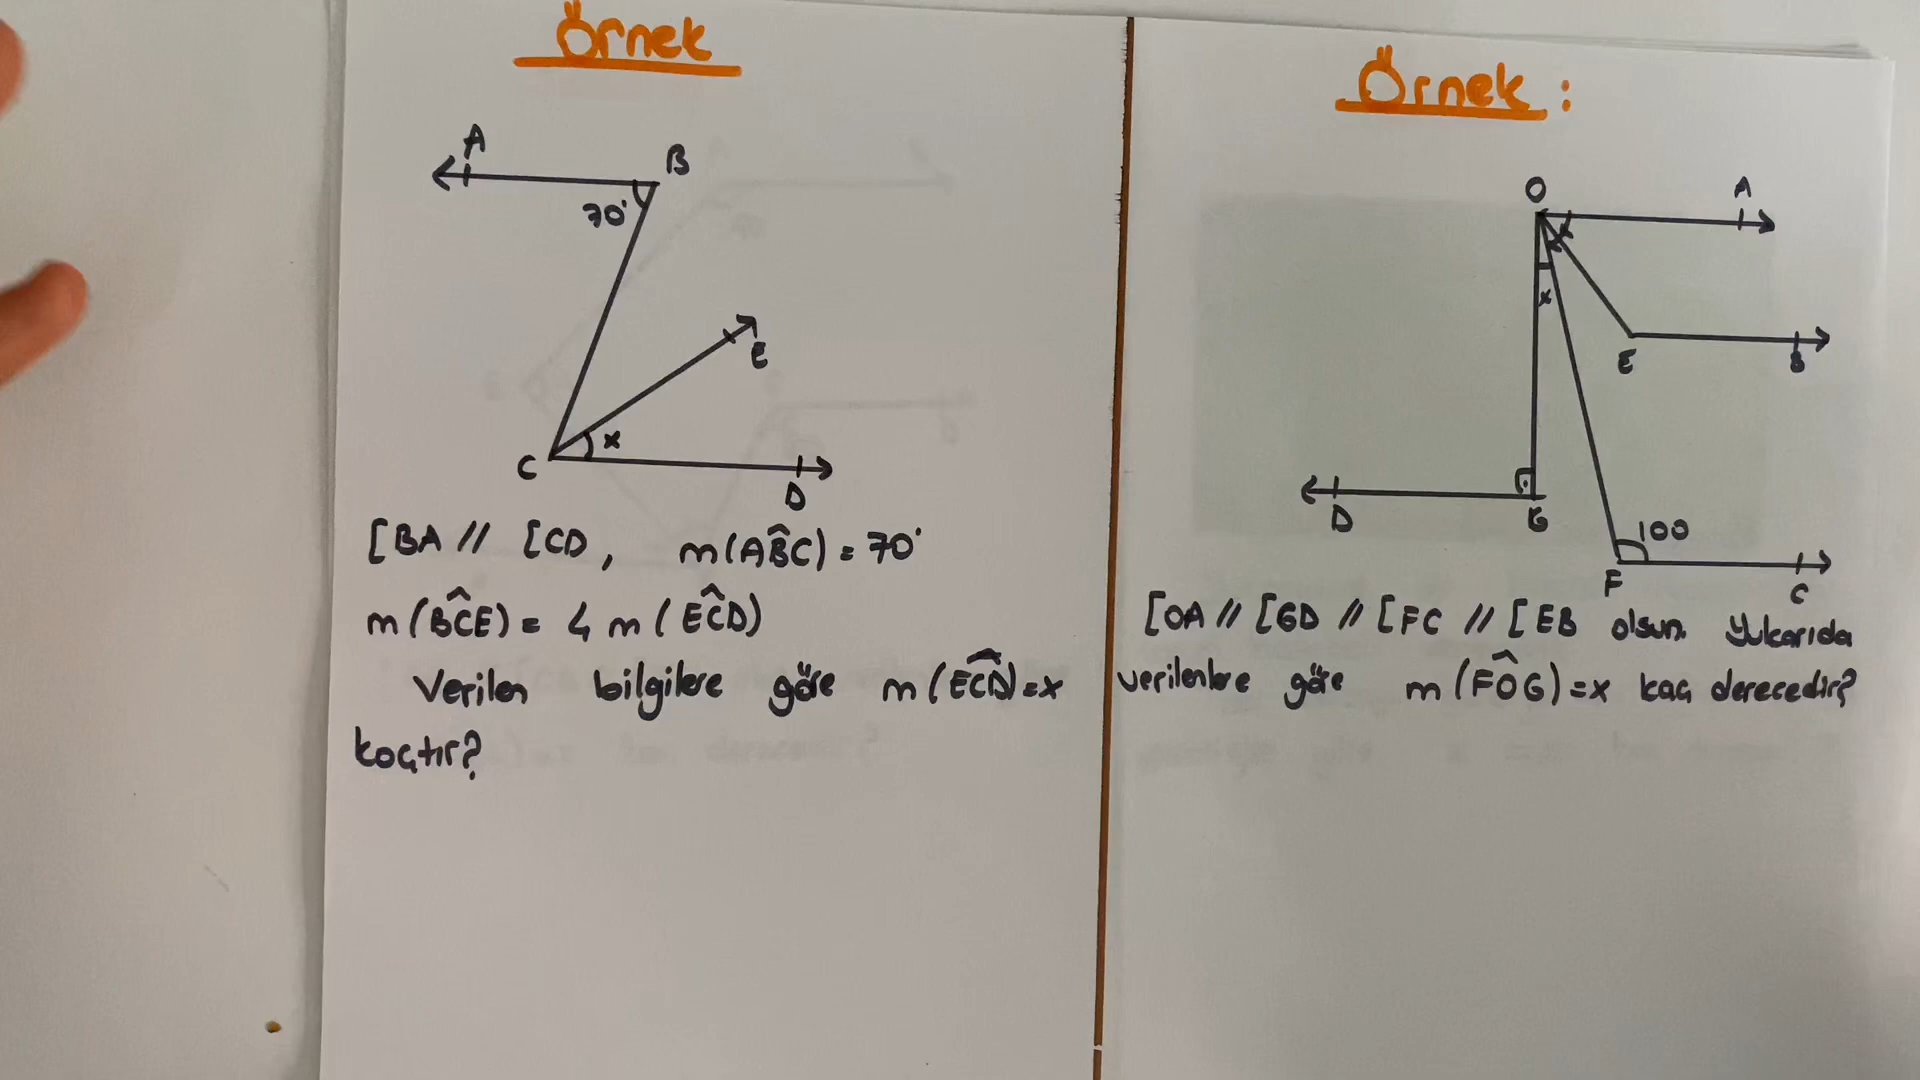 Örnek
A
B
70°
E
x
C
D
[BA // [CD, m(ABC) = 70°
m(BCE) = 4 m(ECD)
Verilen bilgilere göre m(ECD)=x
kaçtır?
Örnek:
O
A
x
E
B
D
G
100
F
C
[OA // [GD // [FC // [EB olsun. Yukarıda
verilenlere göre m(FOG)=x kaç derecedir?